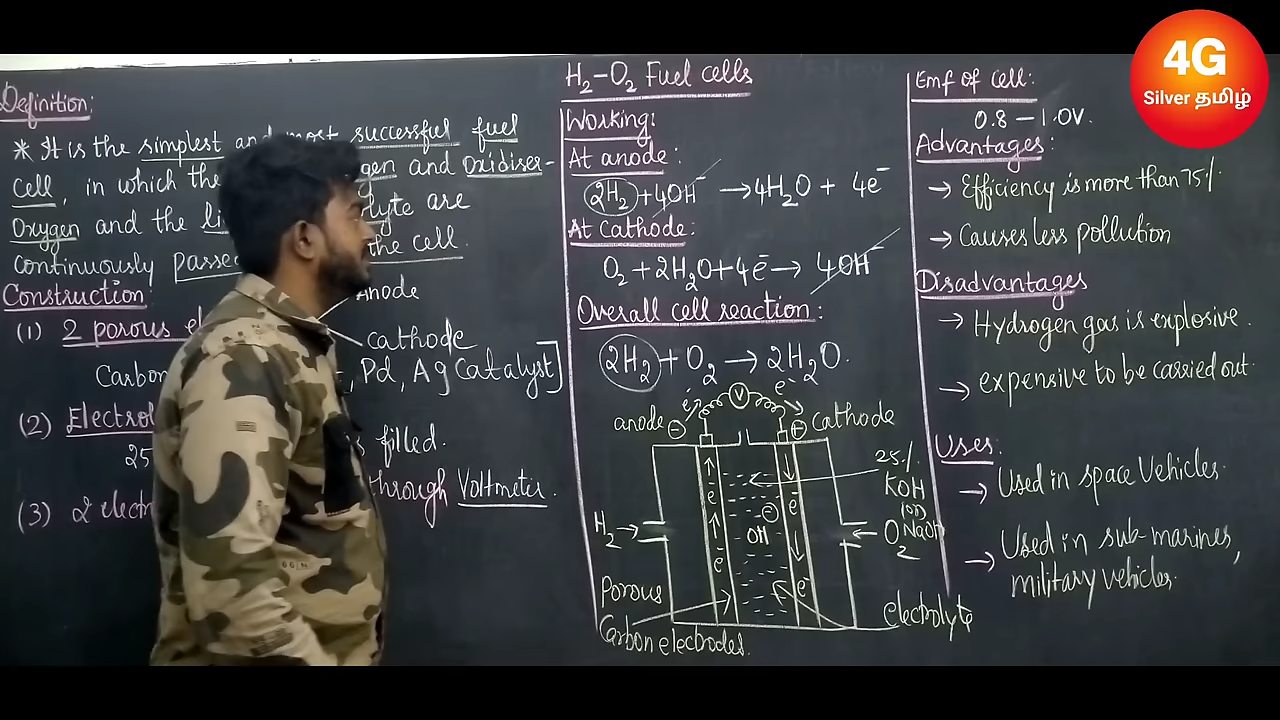 4G
Silver தமிழ்
Definition:
* It is the simplest and most successful fuel
cell, in which the gen and Oxidiser-
Oxygen and the li lyte are
continuously passed the cell.
Construction:
Anode
(1) 2 porous el
cathode
Carbon , Pd, Ag Catalyst]
(2) Electrol
25 is filled.
(3) 2 electr through Voltmeter.
H₂-O₂ Fuel cells
Working:
At anode:
2H₂+4OH⁻ →4H₂O + 4e⁻
At Cathode:
O₂+2H₂O+4e⁻→ 4OH⁻
Overall cell reaction:
2H₂ + O₂ → 2H₂O.
e⁻ V e⁻
anode ⊖ ⊕ Cathode
25%
KOH
(or)
NaOH
e⁻ e⁻
⊖
OH
H₂→ ← O₂
e⁻ e⁻
Porous
Carbon electrodes.
electrolyte
Emf of cell:
0.8 – 1.0V.
Advantages:
→ Efficiency is more than 75%
→ Causes less pollution
Disadvantages
→ Hydrogen gas is explosive.
→ expensive to be carried out.
Uses:
→ Used in space Vehicles.
→ Used in sub-marines,
military vehicles.